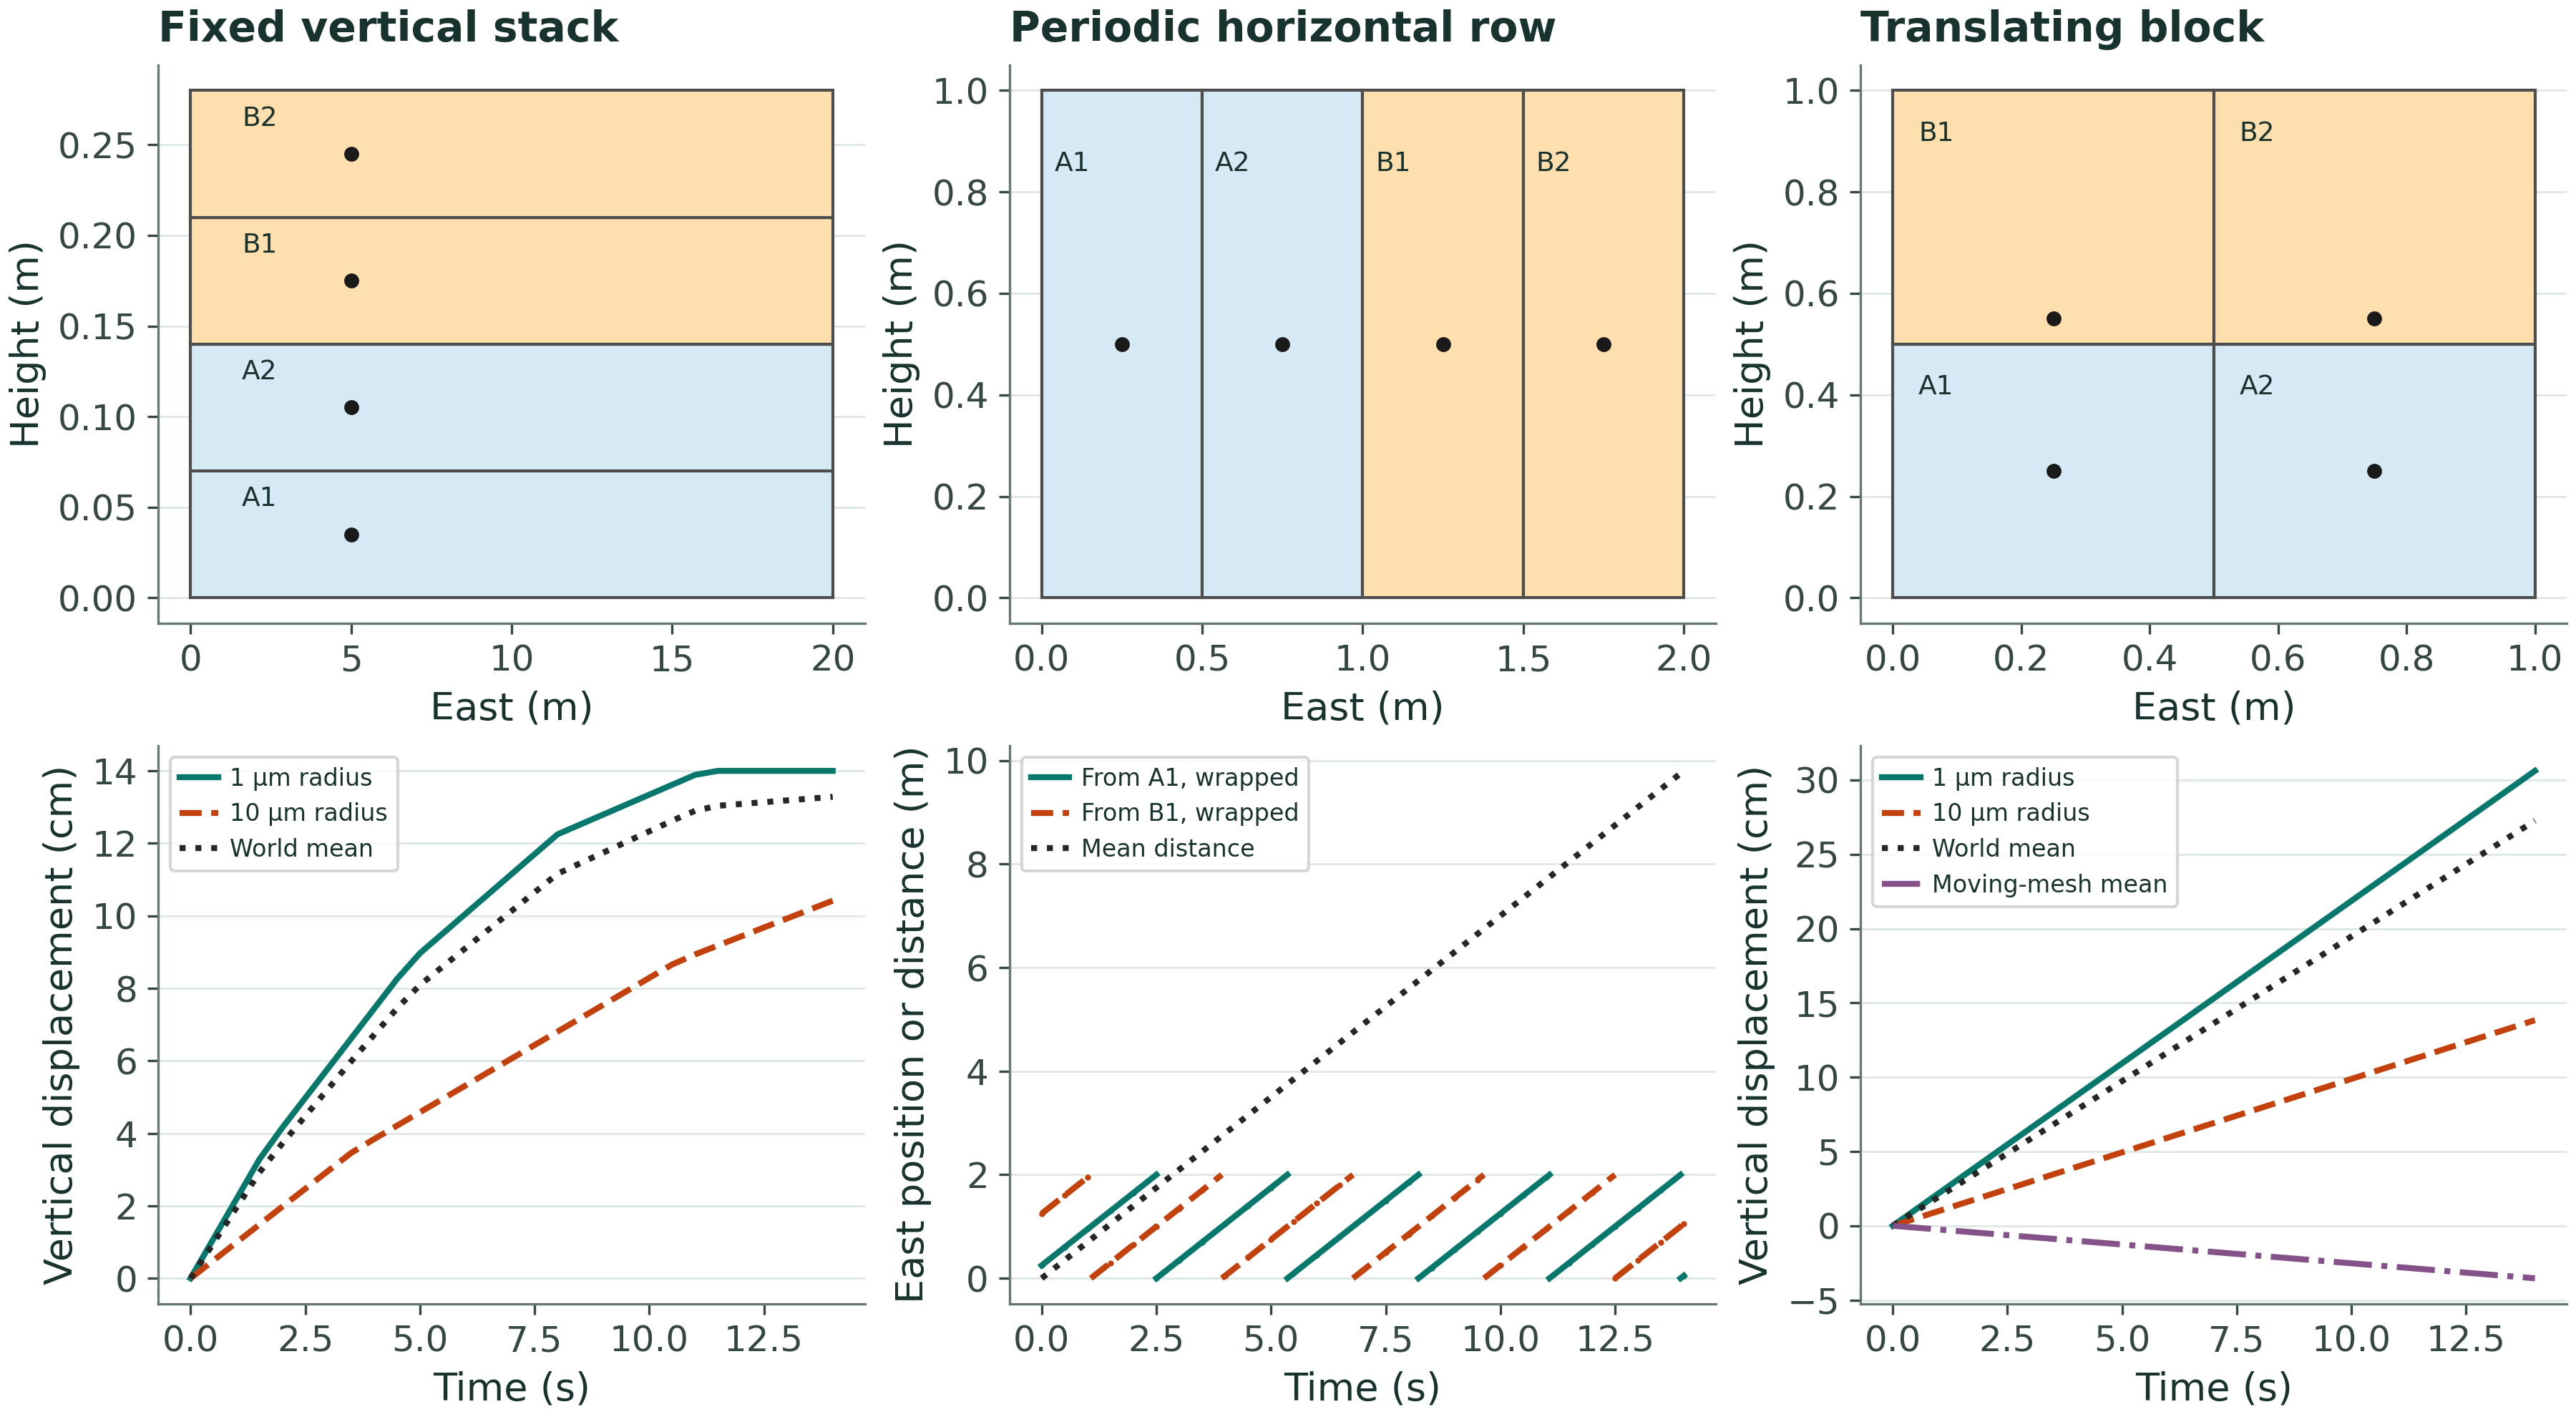 Fixed vertical stack
Height (m)
0.25
0.20
0.15
0.10
0.05
0.00
B2
B1
A2
A1
0
5
10
15
20
East (m)
Periodic horizontal row
Height (m)
1.0
0.8
0.6
0.4
0.2
0.0
A1
A2
B1
B2
0.0
0.5
1.0
1.5
2.0
East (m)
Translating block
Height (m)
1.0
0.8
0.6
0.4
0.2
0.0
B1
B2
A1
A2
0.0
0.2
0.4
0.6
0.8
1.0
East (m)
Vertical displacement (cm)
14
12
10
8
6
4
2
0
1 µm radius
10 µm radius
World mean
0.0
2.5
5.0
7.5
10.0
12.5
Time (s)
East position or distance (m)
10
8
6
4
2
0
From A1, wrapped
From B1, wrapped
Mean distance
0.0
2.5
5.0
7.5
10.0
12.5
Time (s)
Vertical displacement (cm)
30
25
20
15
10
5
0
−5
1 µm radius
10 µm radius
World mean
Moving-mesh mean
0.0
2.5
5.0
7.5
10.0
12.5
Time (s)